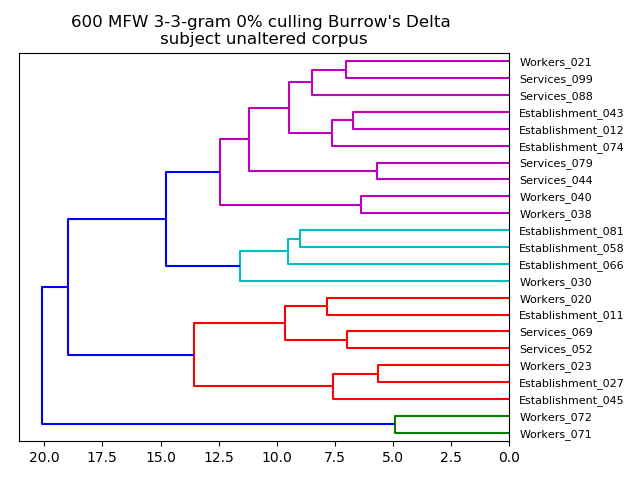 600 MFW 3-3-gram 0% culling Burrow's Delta
subject unaltered corpus
Workers_021
Services_099
Services_088
Establishment_043
Establishment_012
Establishment_074
Services_079
Services_044
Workers_040
Workers_038
Establishment_081
Establishment_058
Establishment_066
Workers_030
Workers_020
Establishment_011
Services_069
Services_052
Workers_023
Establishment_027
Establishment_045
Workers_072
Workers_071
20.0 17.5 15.0 12.5 10.0 7.5 5.0 2.5 0.0